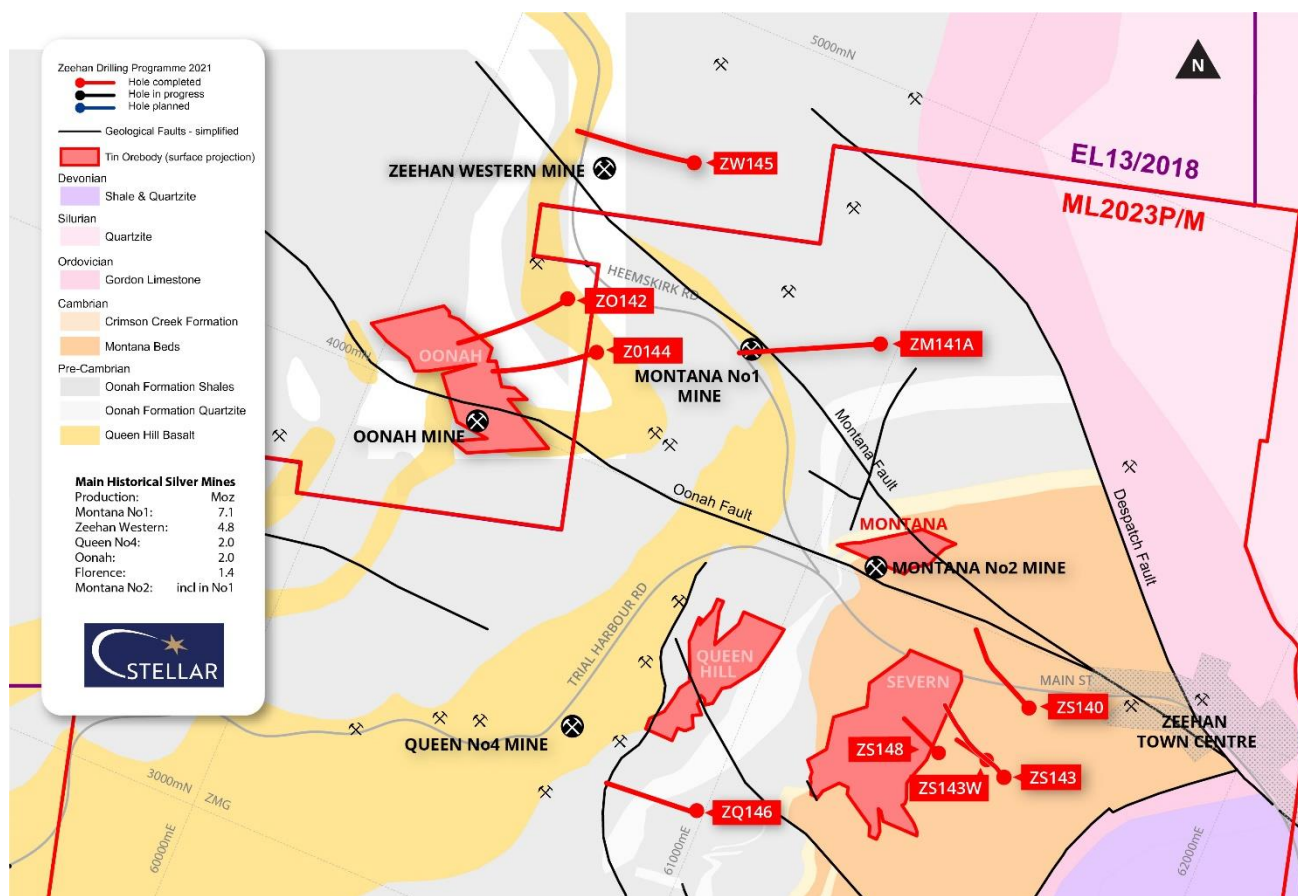 Zeehan Drilling Programme 2021
Hole completed
Hole in progress
Hole planned
Geological Faults - simplified
Tin Orebody (surface projection)
Devonian
Shale & Quartzite
Silurian
Quartzite
Ordovician
Gordon Limestone
Cambrian
Crimson Creek Formation
Montana Beds
Pre-Cambrian
Oonah Formation Shales
Oonah Formation Quartzite
Queen Hill Basalt
Main Historical Silver Mines
Production: Moz
Montana No1: 7.1
Zeehan Western: 4.8
Queen No4: 2.0
Oonah: 2.0
Florence: 1.4
Montana No2: incl in No1
STELLAR
5000mN
N
EL13/2018
ML2023P/M
ZEEHAN WESTERN MINE
ZW145
HEEMSKIRK RD
ZO142
Z0144
4000mN
OONAH
OONAH MINE
MONTANA No1
MINE
ZM141A
Montana Fault
Oonah Fault
Despatch Fault
MONTANA
MONTANA No2 MINE
TRIAL HARBOUR RD
QUEEN
HILL
SEVERN
MAIN ST
ZS140
ZEEHAN
TOWN CENTRE
QUEEN No4 MINE
ZS148
ZS143W
ZS143
ZQ146
3000mN
ZMG
60000mE
61000mE
62000mE